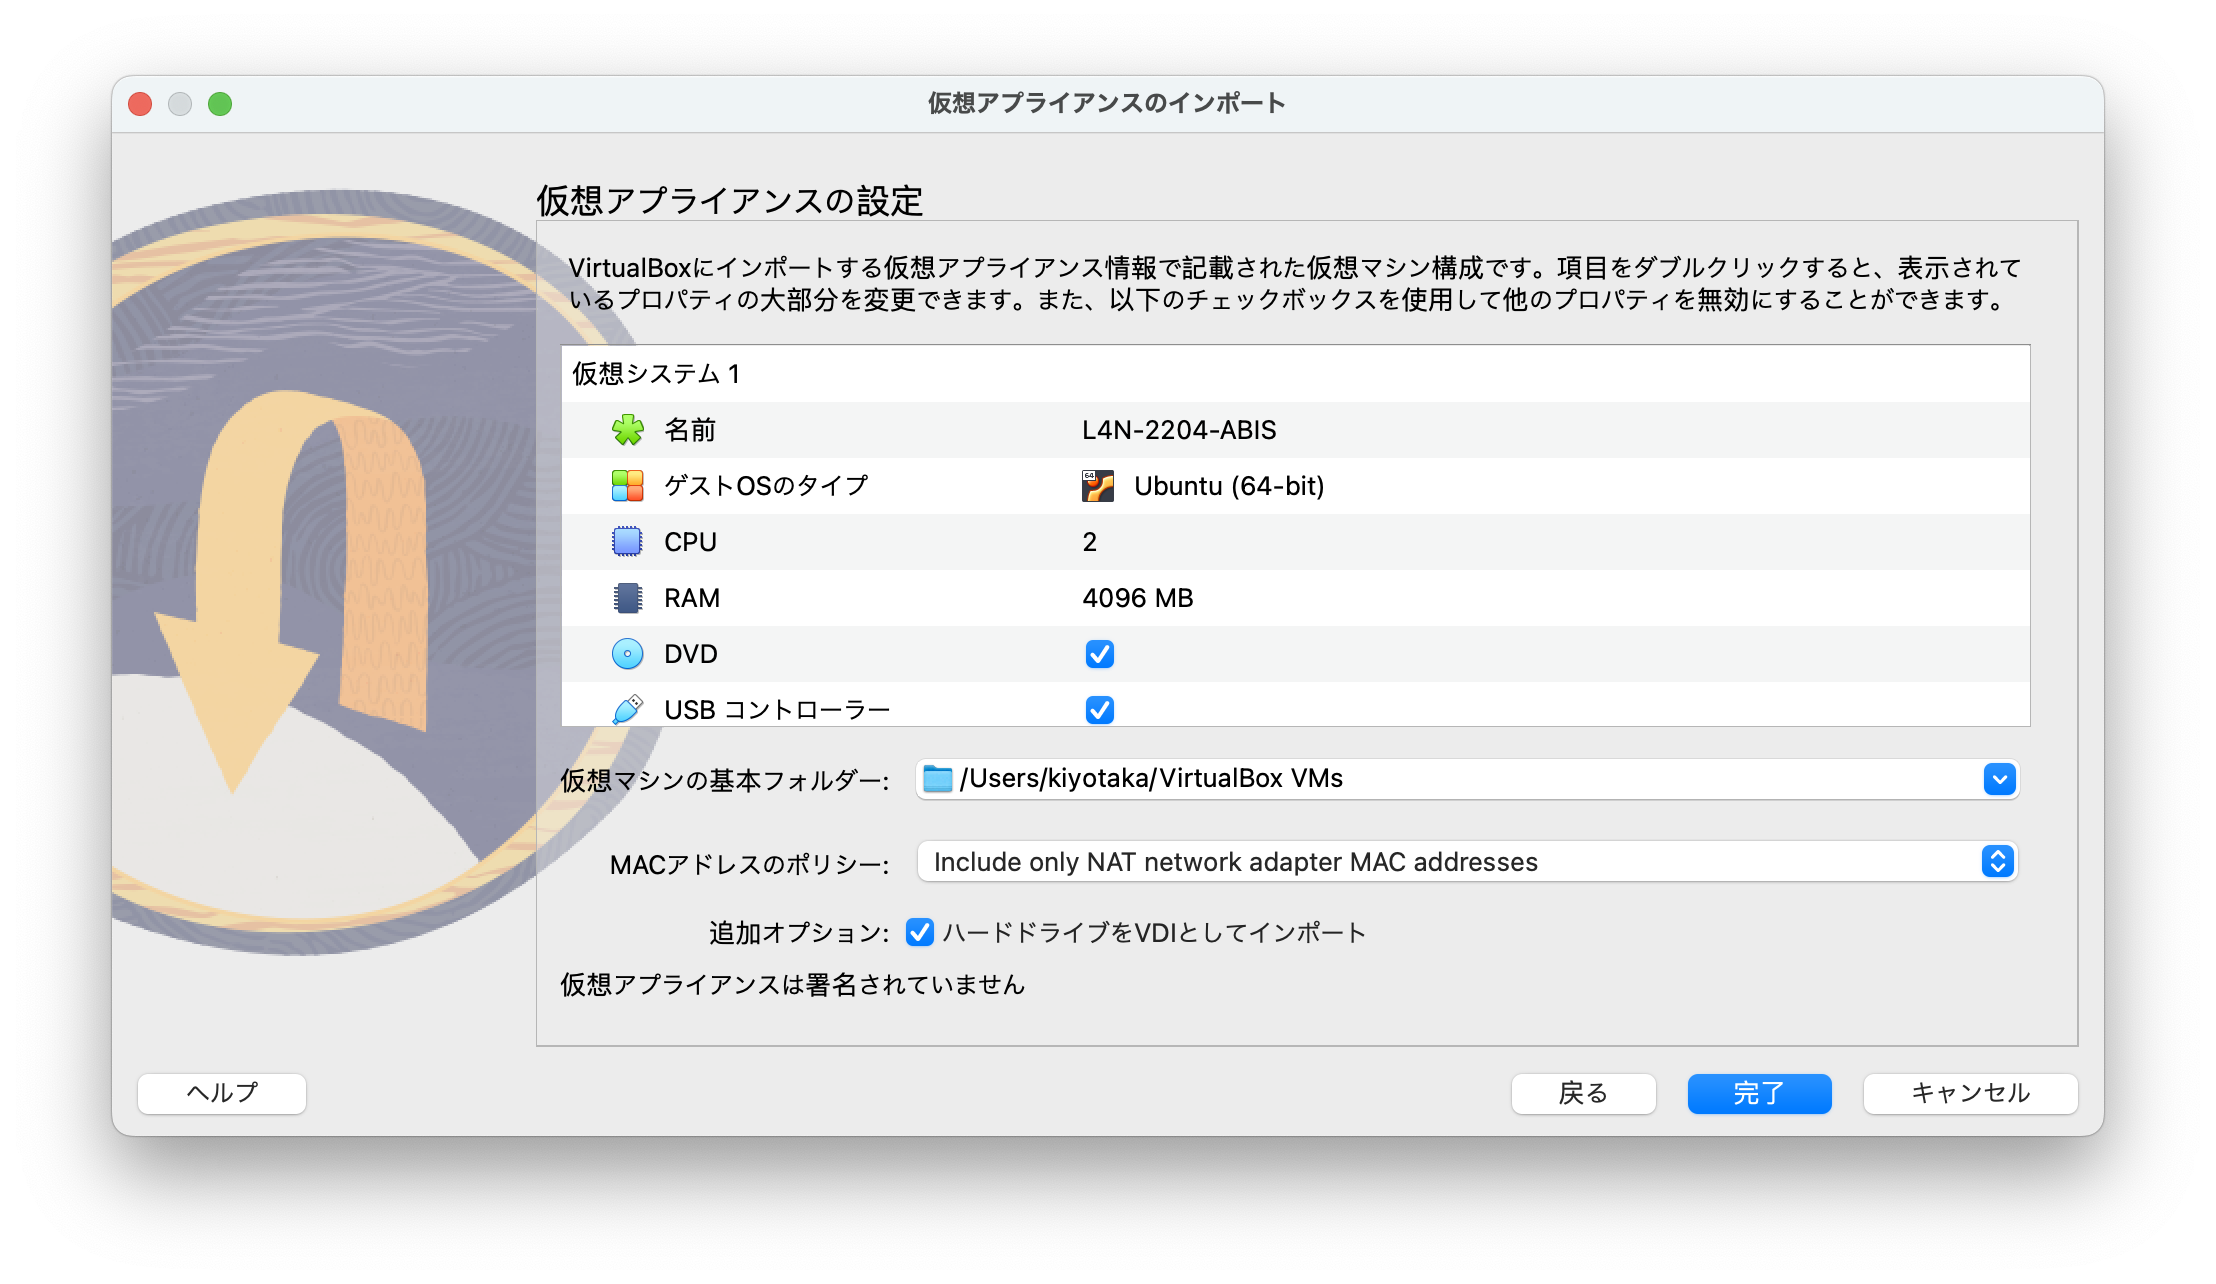 仮想アプライアンスのインポート
仮想アプライアンスの設定
VirtualBoxにインポートする仮想アプライアンス情報で記載された仮想マシン構成です。項目をダブルクリックすると、表示されて
いるプロパティの大部分を変更できます。また、以下のチェックボックスを使用して他のプロパティを無効にすることができます。
仮想システム 1
名前 L4N-2204-ABIS
ゲストOSのタイプ 64 Ubuntu (64-bit)
CPU 2
RAM 4096 MB
DVD
USB コントローラー
仮想マシンの基本フォルダー: /Users/kiyotaka/VirtualBox VMs
MACアドレスのポリシー: Include only NAT network adapter MAC addresses
追加オプション: ハードドライブをVDIとしてインポート
仮想アプライアンスは署名されていません
ヘルプ 戻る 完了 キャンセル